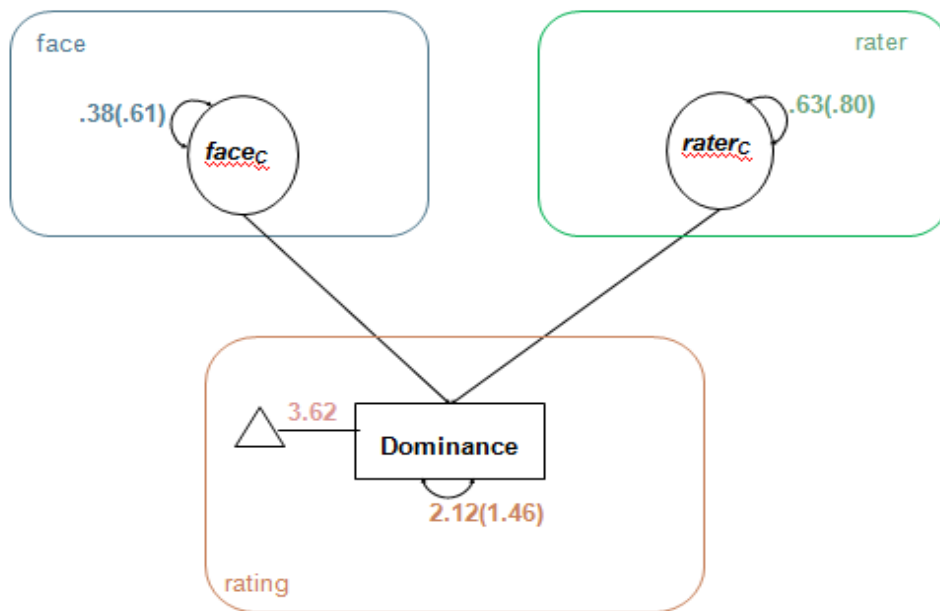 face
rater
.38(.61)
.63(.80)
faceC
raterC
3.62
Dominance
2.12(1.46)
rating